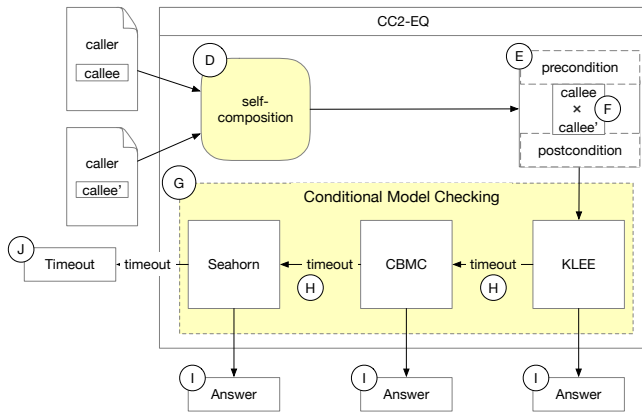 CC2-EQ
caller
callee
D
self-
composition
E
precondition
callee
×
F
callee’
postcondition
caller
callee’
G
Conditional Model Checking
J
Timeout
timeout
Seahorn
timeout
H
CBMC
timeout
H
KLEE
I
Answer
I
Answer
I
Answer